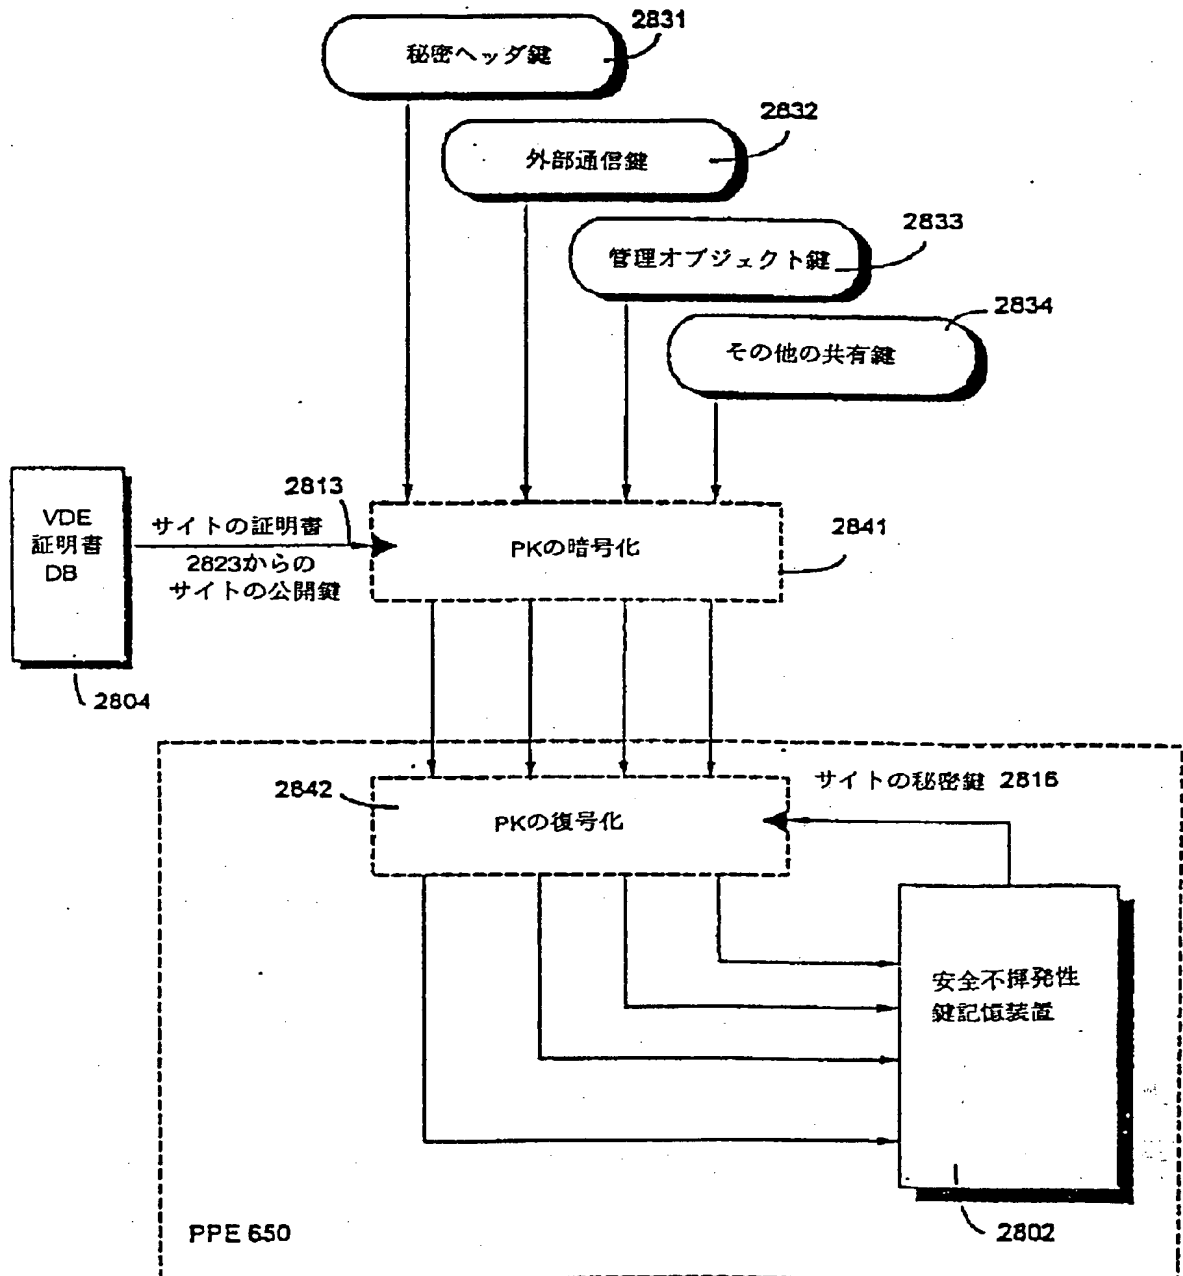 2831
秘密ヘッダ鍵
2832
外部通信鍵
2833
管理オブジェクト鍵
2834
その他の共有鍵
2813
VDE
証明書
DB
サイトの証明書
2823からの
サイトの公開鍵
PKの暗号化
2841
2804
2842
PKの復号化
サイトの秘密鍵 2816
安全不揮発性
鍵記憶装置
PPE 650
2802